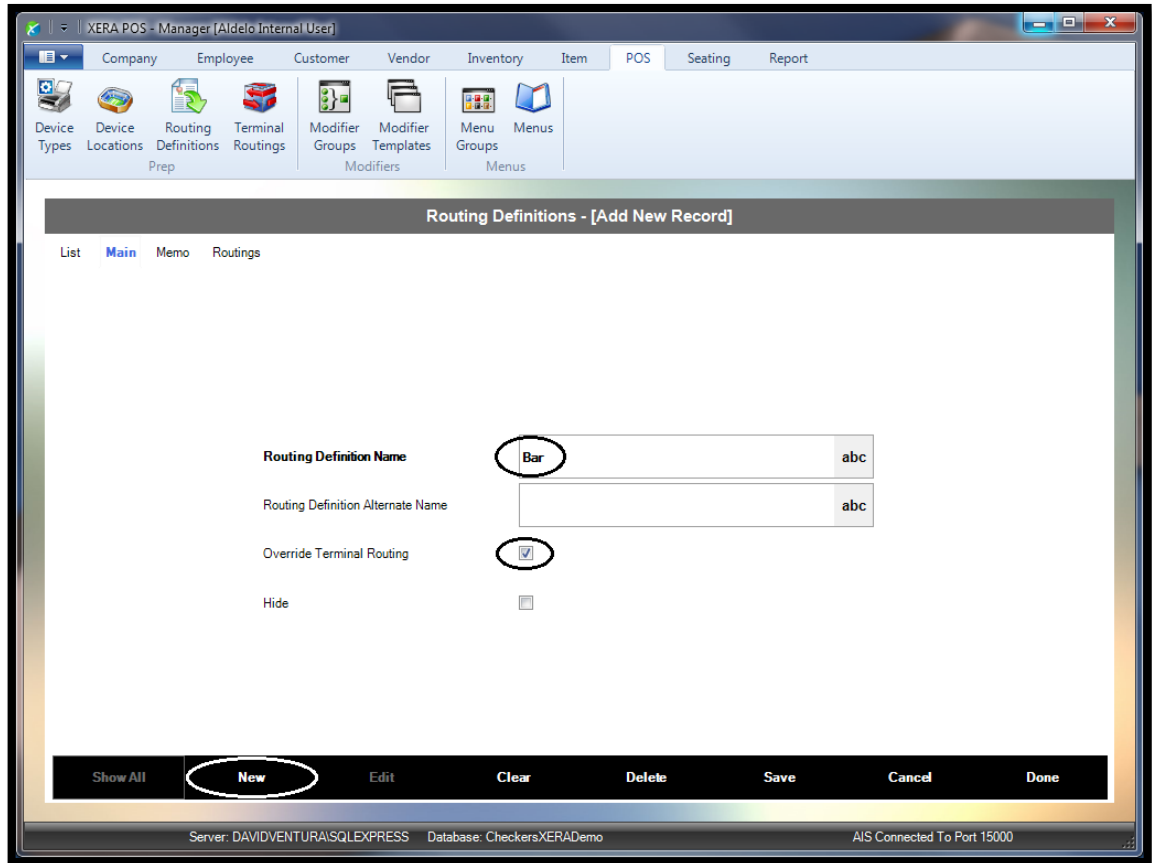 XERA POS - Manager [Aldelo Internal User]
Company Employee Customer Vendor Inventory Item POS Seating Report
Device Types
Device Locations
Routing Definitions
Terminal Routings
Modifier Groups
Modifier Templates
Menu Groups
Menus
Prep Modifiers Menus
Routing Definitions - [Add New Record]
List Main Memo Routings
Routing Definition Name Bar abc
Routing Definition Alternate Name abc
Override Terminal Routing
Hide
Show All New Edit Clear Delete Save Cancel Done
Server: DAVIDVENTURA\SQLEXPRESS Database: CheckersXERADemo AIS Connected To Port 15000